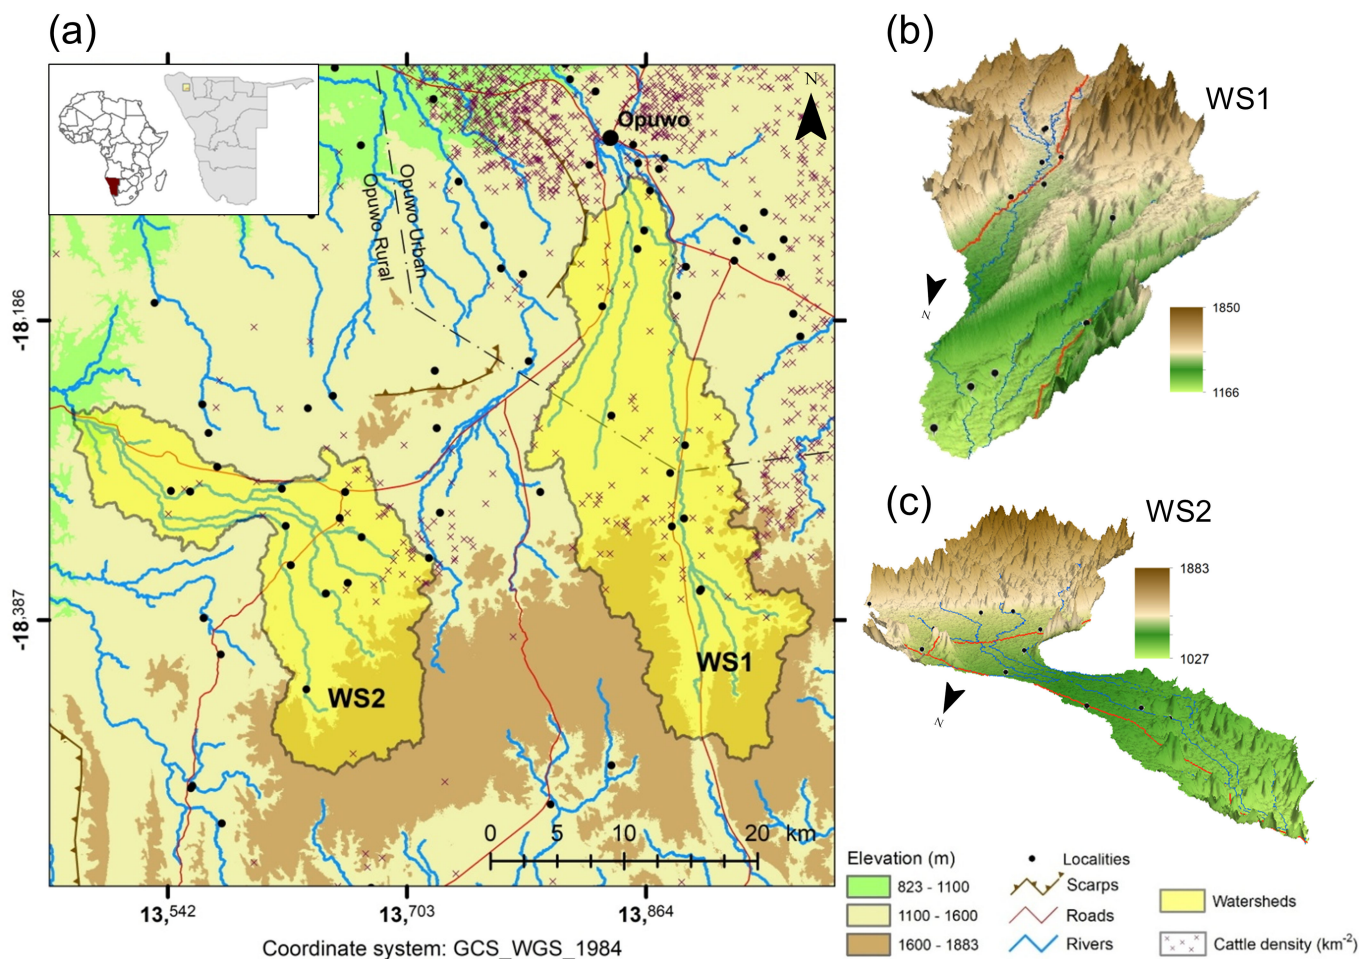 (a)
N
Opuwo
Opuwo Urban
Opuwo Rural
-18,186
-18,387
WS1
WS2
0 5 10 20 km
13,542 13,703 13,864
Coordinate system: GCS_WGS_1984
(b)
WS1
N
1850
1166
(c)
WS2
1883
1027
N
Elevation (m)
823 - 1100
1100 - 1600
1600 - 1883
Localities
Scarps
Roads
Rivers
Watersheds
Cattle density (km-2)